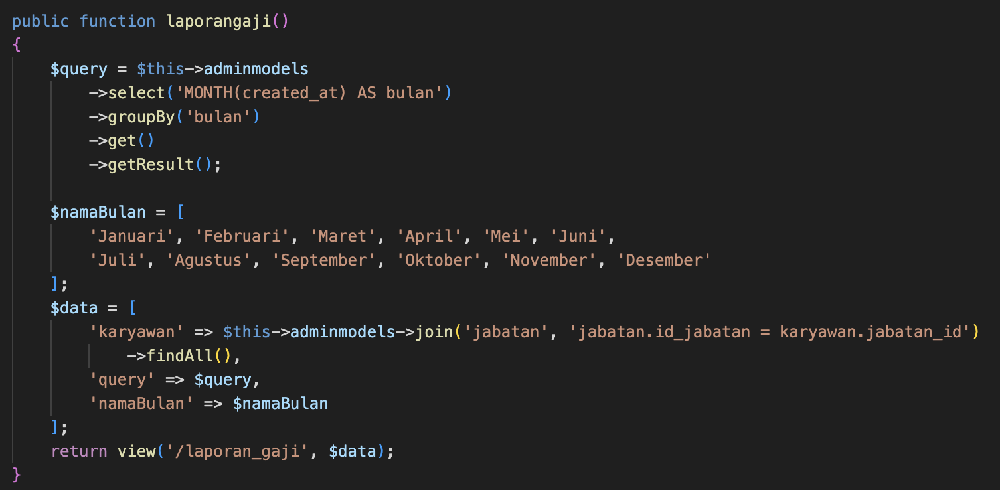 public function laporangaji()
{
    $query = $this->adminmodels
        ->select('MONTH(created_at) AS bulan')
        ->groupBy('bulan')
        ->get()
        ->getResult();

    $namaBulan = [
        'Januari', 'Februari', 'Maret', 'April', 'Mei', 'Juni',
        'Juli', 'Agustus', 'September', 'Oktober', 'November', 'Desember'
    ];
    $data = [
        'karyawan' => $this->adminmodels->join('jabatan', 'jabatan.id_jabatan = karyawan.jabatan_id')
            ->findAll(),
        'query' => $query,
        'namaBulan' => $namaBulan
    ];
    return view('/laporan_gaji', $data);
}